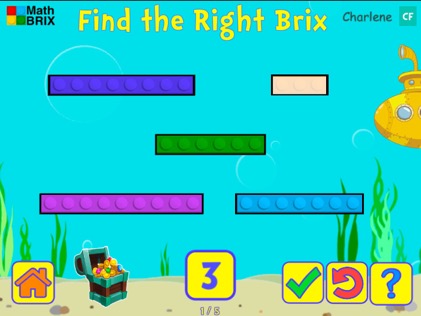 Math
BRIX
Find the Right Brix
Charlene CF
3
?
1/5